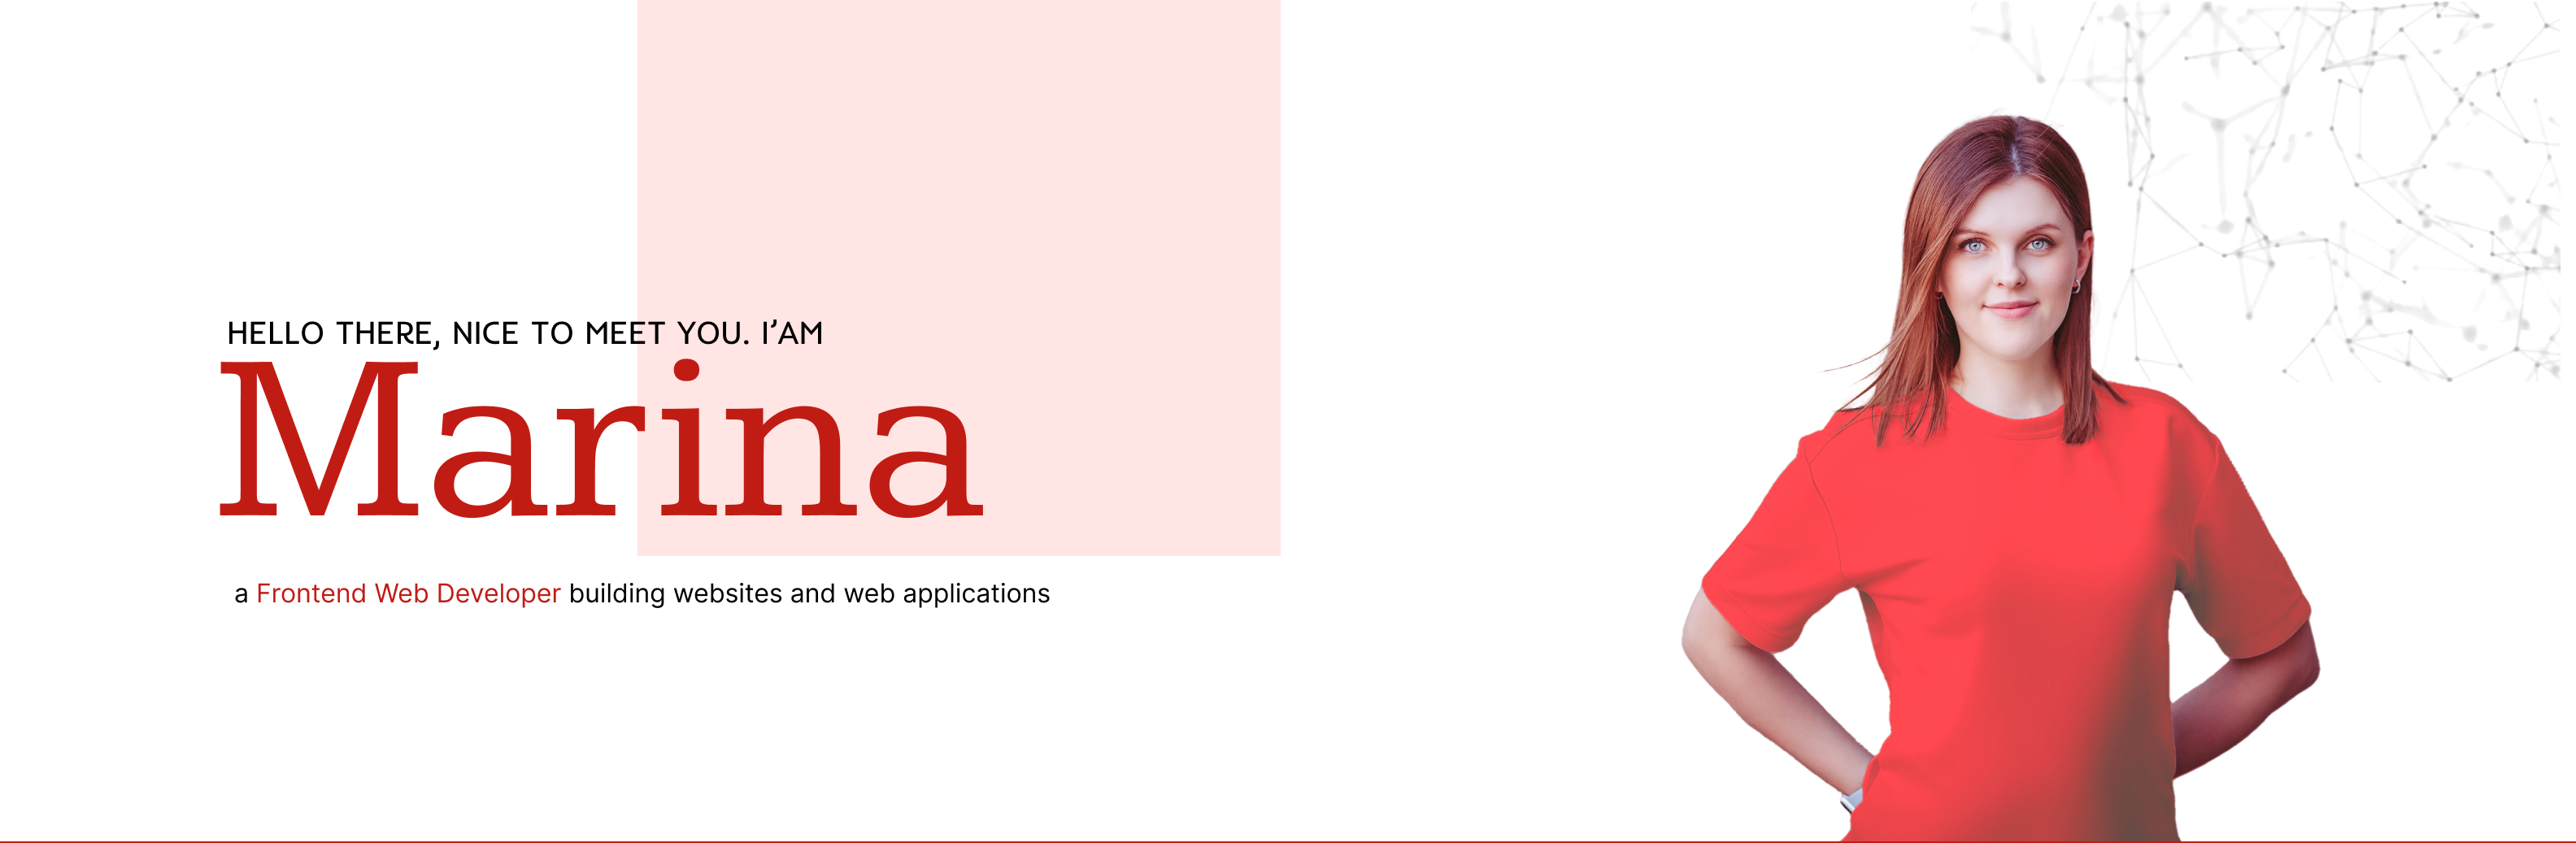 HELLO THERE, NICE TO MEET YOU. I’AM
Marina
a Frontend Web Developer building websites and web applications